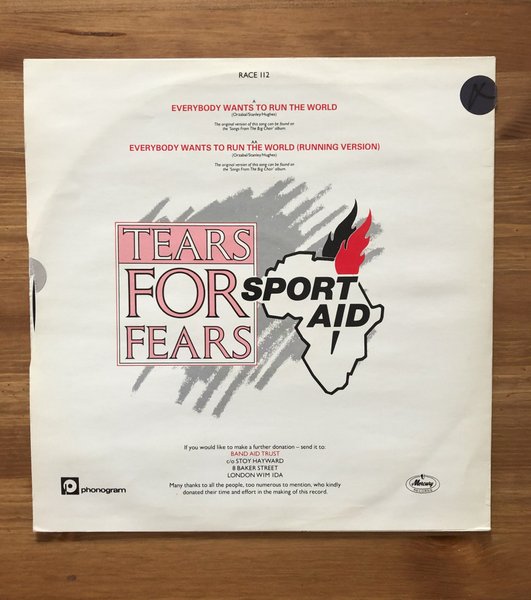 RACE 112
A
EVERYBODY WANTS TO RUN THE WORLD
(Orzabal/Stanley/Hughes)
The original version of this song can be found on
the 'Songs From The Big Chair' album.
AA
EVERYBODY WANTS TO RUN THE WORLD (RUNNING VERSION)
(Orzabal/Stanley/Hughes)
The original version of this song can be found on
the 'Songs From The Big Chair' album.
TEARS
FOR
FEARS
SPORT
AID
If you would like to make a further donation – send it to:
BAND AID TRUST
c/o STOY HAYWARD
8 BAKER STREET
LONDON W1M 1DA
Many thanks to all the people, too numerous to mention, who kindly
donated their time and effort in the making of this record.
phonogram
Mercury
RECORDS